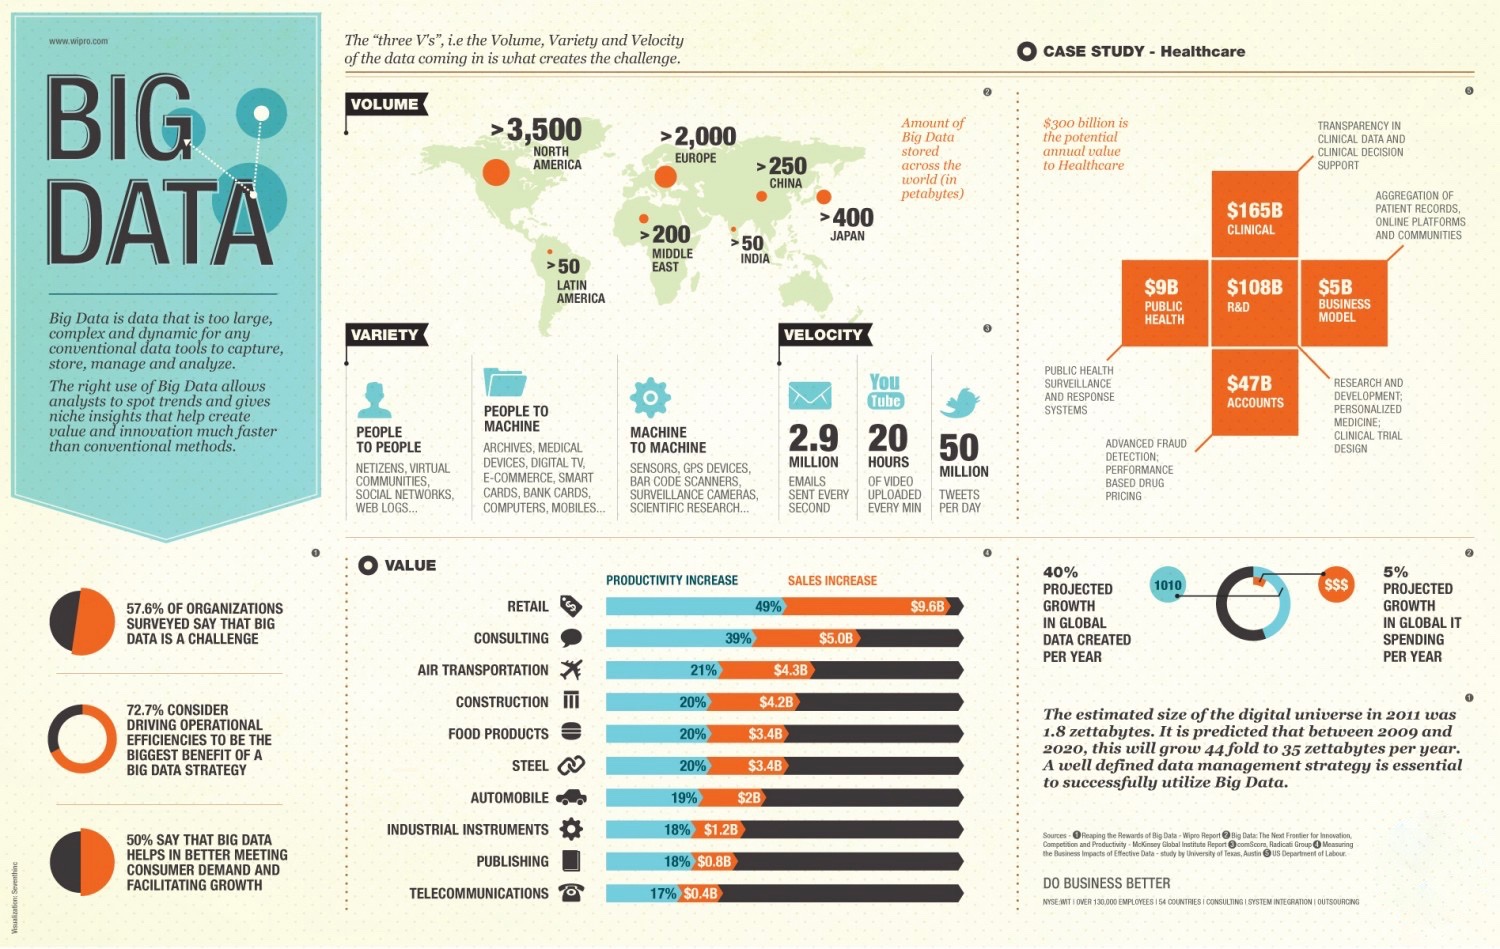 www.wipro.com
BIG
DATA
Big Data is data that is too large,
complex and dynamic for any
conventional data tools to capture,
store, manage and analyze.
The right use of Big Data allows
analysts to spot trends and gives
niche insights that help create
value and innovation much faster
than conventional methods.
❶
57.6% OF ORGANIZATIONS
SURVEYED SAY THAT BIG
DATA IS A CHALLENGE
72.7% CONSIDER
DRIVING OPERATIONAL
EFFICIENCIES TO BE THE
BIGGEST BENEFIT OF A
BIG DATA STRATEGY
50% SAY THAT BIG DATA
HELPS IN BETTER MEETING
CONSUMER DEMAND AND
FACILITATING GROWTH
Visualization: Seventhinc
The “three V's”, i.e the Volume, Variety and Velocity
of the data coming in is what creates the challenge.
VOLUME
❷
>3,500
NORTH
AMERICA
>2,000
EUROPE
>250
CHINA
>400
JAPAN
>200
MIDDLE
EAST
>50
INDIA
>50
LATIN
AMERICA
Amount of
Big Data
stored
across the
world (in
petabytes)
VARIETY
PEOPLE
TO PEOPLE
NETIZENS, VIRTUAL
COMMUNITIES,
SOCIAL NETWORKS,
WEB LOGS...
PEOPLE TO
MACHINE
ARCHIVES, MEDICAL
DEVICES, DIGITAL TV,
E-COMMERCE, SMART
CARDS, BANK CARDS,
COMPUTERS, MOBILES...
MACHINE
TO MACHINE
SENSORS, GPS DEVICES,
BAR CODE SCANNERS,
SURVEILLANCE CAMERAS,
SCIENTIFIC RESEARCH...
VELOCITY
❸
2.9
MILLION
EMAILS
SENT EVERY
SECOND
You
Tube
20
HOURS
OF VIDEO
UPLOADED
EVERY MIN
50
MILLION
TWEETS
PER DAY
VALUE
❹
PRODUCTIVITY INCREASE SALES INCREASE
RETAIL 49% $9.6B
CONSULTING 39% $5.0B
AIR TRANSPORTATION 21% $4.3B
CONSTRUCTION 20% $4.2B
FOOD PRODUCTS 20% $3.4B
STEEL 20% $3.4B
AUTOMOBILE 19% $2B
INDUSTRIAL INSTRUMENTS 18% $1.2B
PUBLISHING 18% $0.8B
TELECOMMUNICATIONS 17% $0.4B
CASE STUDY - Healthcare
❺
$300 billion is
the potential
annual value
to Healthcare
TRANSPARENCY IN
CLINICAL DATA AND
CLINICAL DECISION
SUPPORT
$165B
CLINICAL
AGGREGATION OF
PATIENT RECORDS,
ONLINE PLATFORMS
AND COMMUNITIES
$9B
PUBLIC
HEALTH
$108B
R&D
$5B
BUSINESS
MODEL
$47B
ACCOUNTS
PUBLIC HEALTH
SURVEILLANCE
AND RESPONSE
SYSTEMS
ADVANCED FRAUD
DETECTION;
PERFORMANCE
BASED DRUG
PRICING
RESEARCH AND
DEVELOPMENT;
PERSONALIZED
MEDICINE;
CLINICAL TRIAL
DESIGN
❷
40%
PROJECTED
GROWTH
IN GLOBAL
DATA CREATED
PER YEAR
1010
$$$
5%
PROJECTED
GROWTH
IN GLOBAL IT
SPENDING
PER YEAR
❶
The estimated size of the digital universe in 2011 was
1.8 zettabytes. It is predicted that between 2009 and
2020, this will grow 44 fold to 35 zettabytes per year.
A well defined data management strategy is essential
to successfully utilize Big Data.
Sources - ❶ Reaping the Rewards of Big Data - Wipro Report ❷ Big Data: The Next Frontier for Innovation,
Competition and Productivity - McKinsey Global Institute Report ❸ comScore, Radicati Group ❹ Measuring
the Business Impacts of Effective Data - study by University of Texas, Austin ❺ US Department of Labour.
DO BUSINESS BETTER
NYSE:WIT | OVER 130,000 EMPLOYEES | 54 COUNTRIES | CONSULTING | SYSTEM INTEGRATION | OUTSOURCING